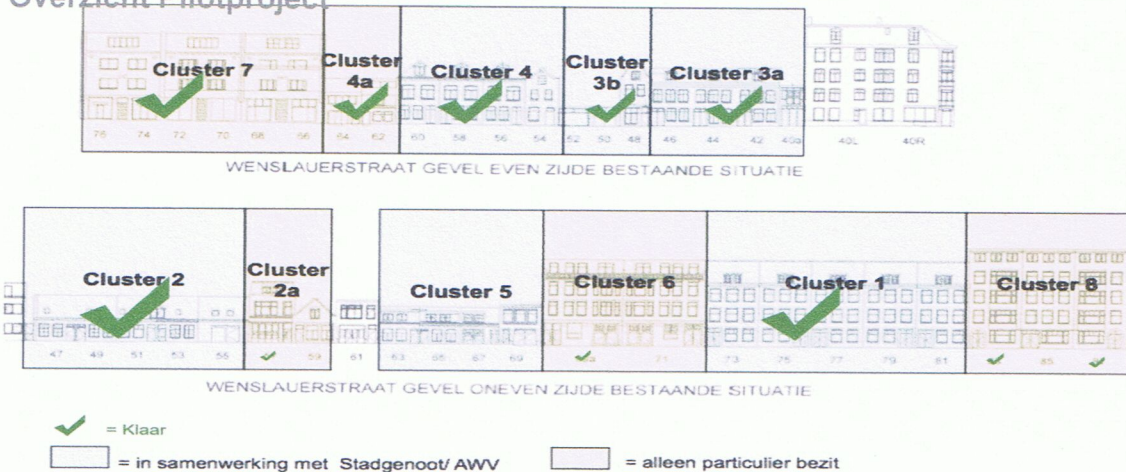 Overzicht Pilotproject
Cluster 7
Cluster 4a
Cluster 4
Cluster 3b
Cluster 3a
76 74 72 70 68 66 64 62 60 58 56 54 52 50 48 46 44 42 40a 40L 40R
WENSLAUERSTRAAT GEVEL EVEN ZIJDE BESTAANDE SITUATIE
Cluster 2
Cluster 2a
Cluster 5
Cluster 6
Cluster 1
Cluster 8
47 49 51 53 55 59 61 63 65 67 69 71 73 75 77 79 81 85
WENSLAUERSTRAAT GEVEL ONEVEN ZIJDE BESTAANDE SITUATIE
= Klaar
= in samenwerking met Stadgenoot/ AWV
= alleen particulier bezit